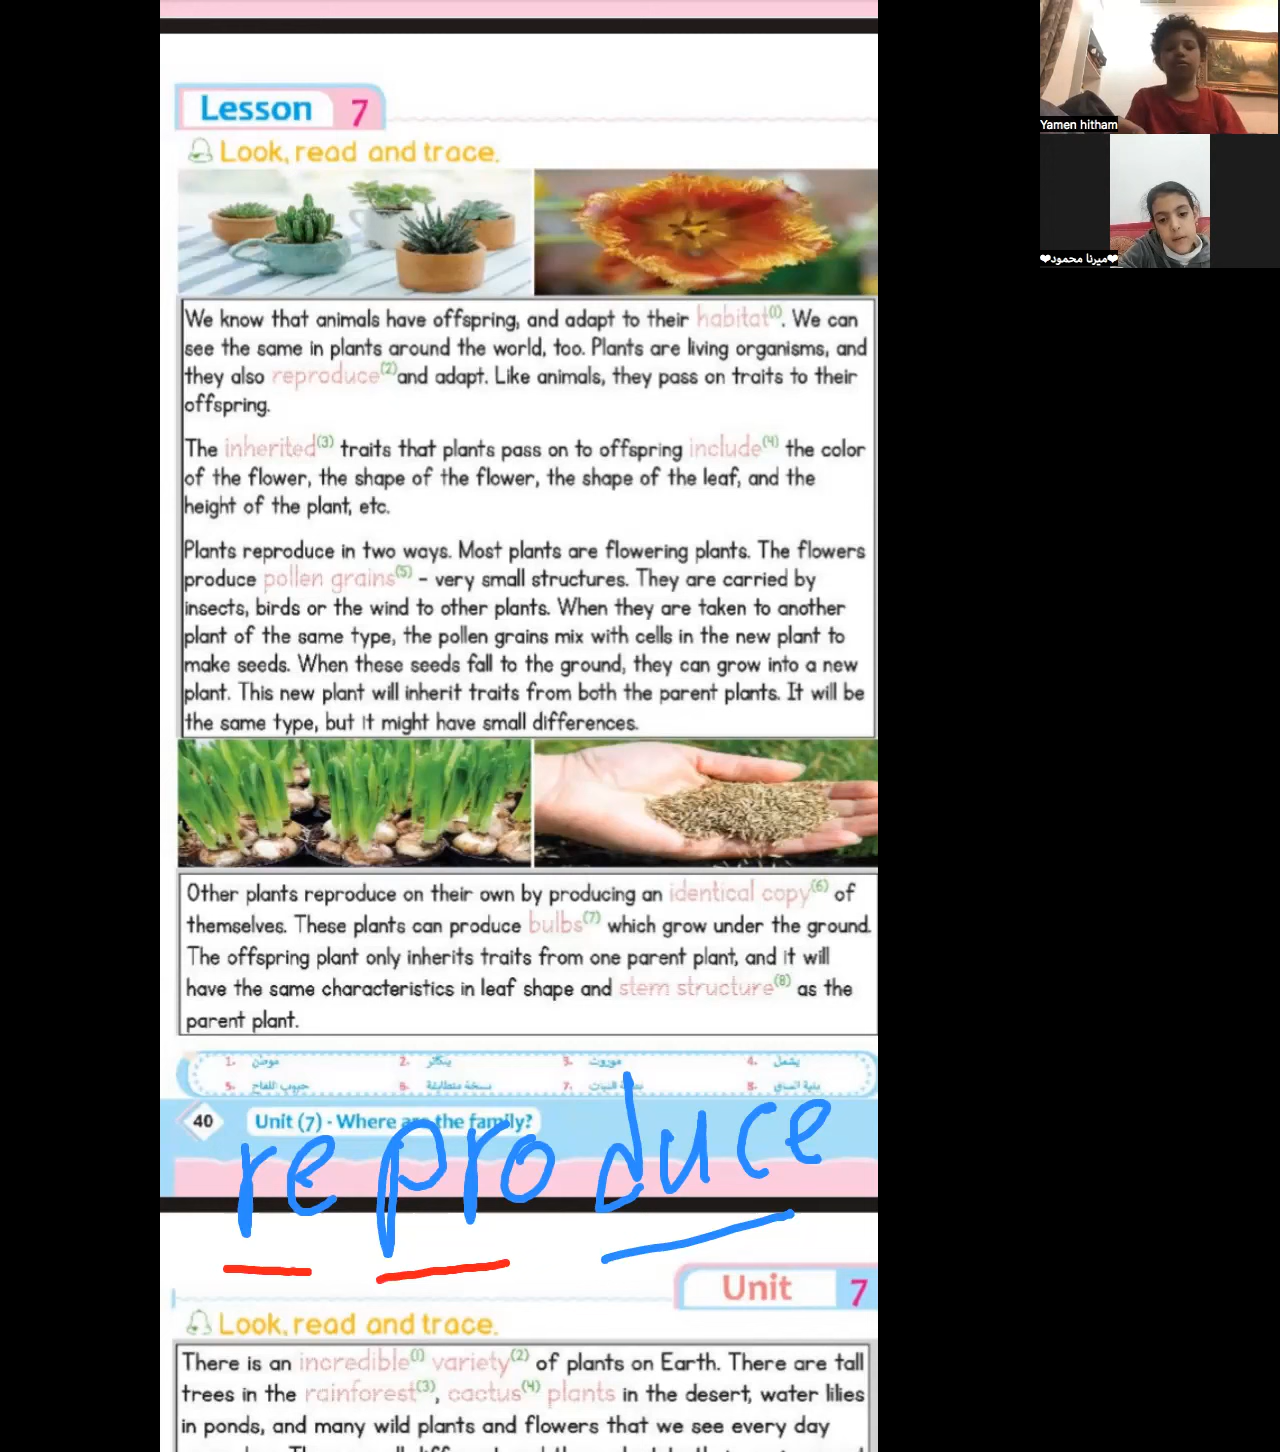 Lesson 7
Look, read and trace.
We know that animals have offspring, and adapt to their habitat(1). We can
see the same in plants around the world, too. Plants are living organisms, and
they also reproduce(2) and adapt. Like animals, they pass on traits to their
offspring.
The inherited(3) traits that plants pass on to offspring include(4) the color
of the flower, the shape of the flower, the shape of the leaf, and the
height of the plant, etc.
Plants reproduce in two ways. Most plants are flowering plants. The flowers
produce pollen grains(5) - very small structures. They are carried by
insects, birds or the wind to other plants. When they are taken to another
plant of the same type, the pollen grains mix with cells in the new plant to
make seeds. When these seeds fall to the ground, they can grow into a new
plant. This new plant will inherit traits from both the parent plants. It will be
the same type, but it might have small differences.
Other plants reproduce on their own by producing an identical copy(6) of
themselves. These plants can produce bulbs(7) which grow under the ground.
The offspring plant only inherits traits from one parent plant, and it will
have the same characteristics in leaf shape and stem structure(8) as the
parent plant.
1. موطن 2. يتكاثر 3. موروث 4. يشمل
5. حبوب اللقاح 6. نسخة متطابقة 7. النبات 8. بنية الساق
40 Unit (7) - Where are the family?
reproduce
Unit 7
Look, read and trace.
There is an incredible(1) variety(2) of plants on Earth. There are tall
trees in the rainforest(3), cactus(4) plants in the desert, water lilies
in ponds, and many wild plants and flowers that we see every day
Yamen hitham
❤ميرنا محمود❤